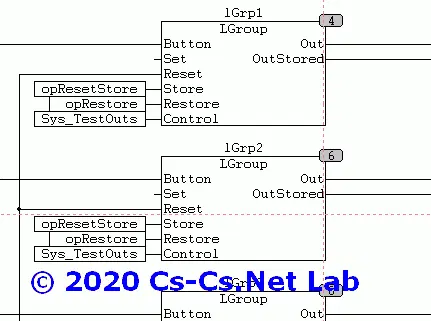 lGrp1
4
LGroup
Button Out
Set OutStored
Reset
opResetStore Store
opRestore Restore
Sys_TestOuts Control
lGrp2
6
LGroup
Button Out
Set OutStored
Reset
opResetStore Store
opRestore Restore
Sys_TestOuts Control
© 2020 Cs-Cs.Net Lab
8
LGroup
Button Out